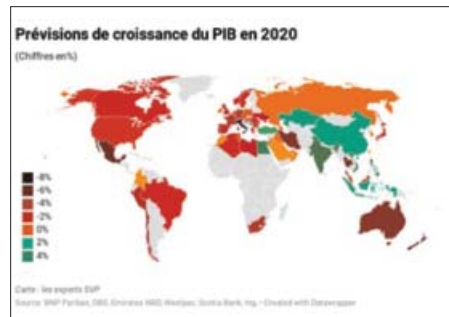 Prévisions de croissance du PIB en 2020
(Chiffres en%)
-8%
-6%
-4%
-2%
0%
2%
4%
Carte : les experts SVP
Source: BNP Paribas, DBS, Emirates NBD, Westpac, Scotia Bank, Ing, • Created with Datawrapper